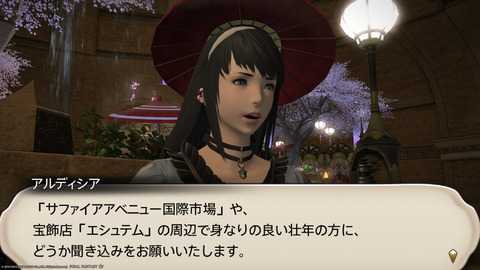 アルディシア
「サファイアアベニュー国際市場」や、
宝飾店「エシュテム」の周辺で身なりの良い壮年の方に、
どうか聞き込みをお願いいたします。